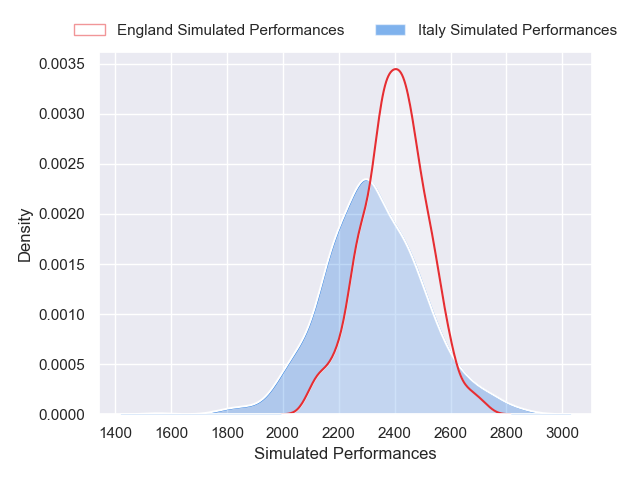 England Simulated Performances
Italy Simulated Performances
0.0035
0.0030
0.0025
0.0020
0.0015
0.0010
0.0005
0.0000
Density
1400 1600 1800 2000 2200 2400 2600 2800 3000
Simulated Performances